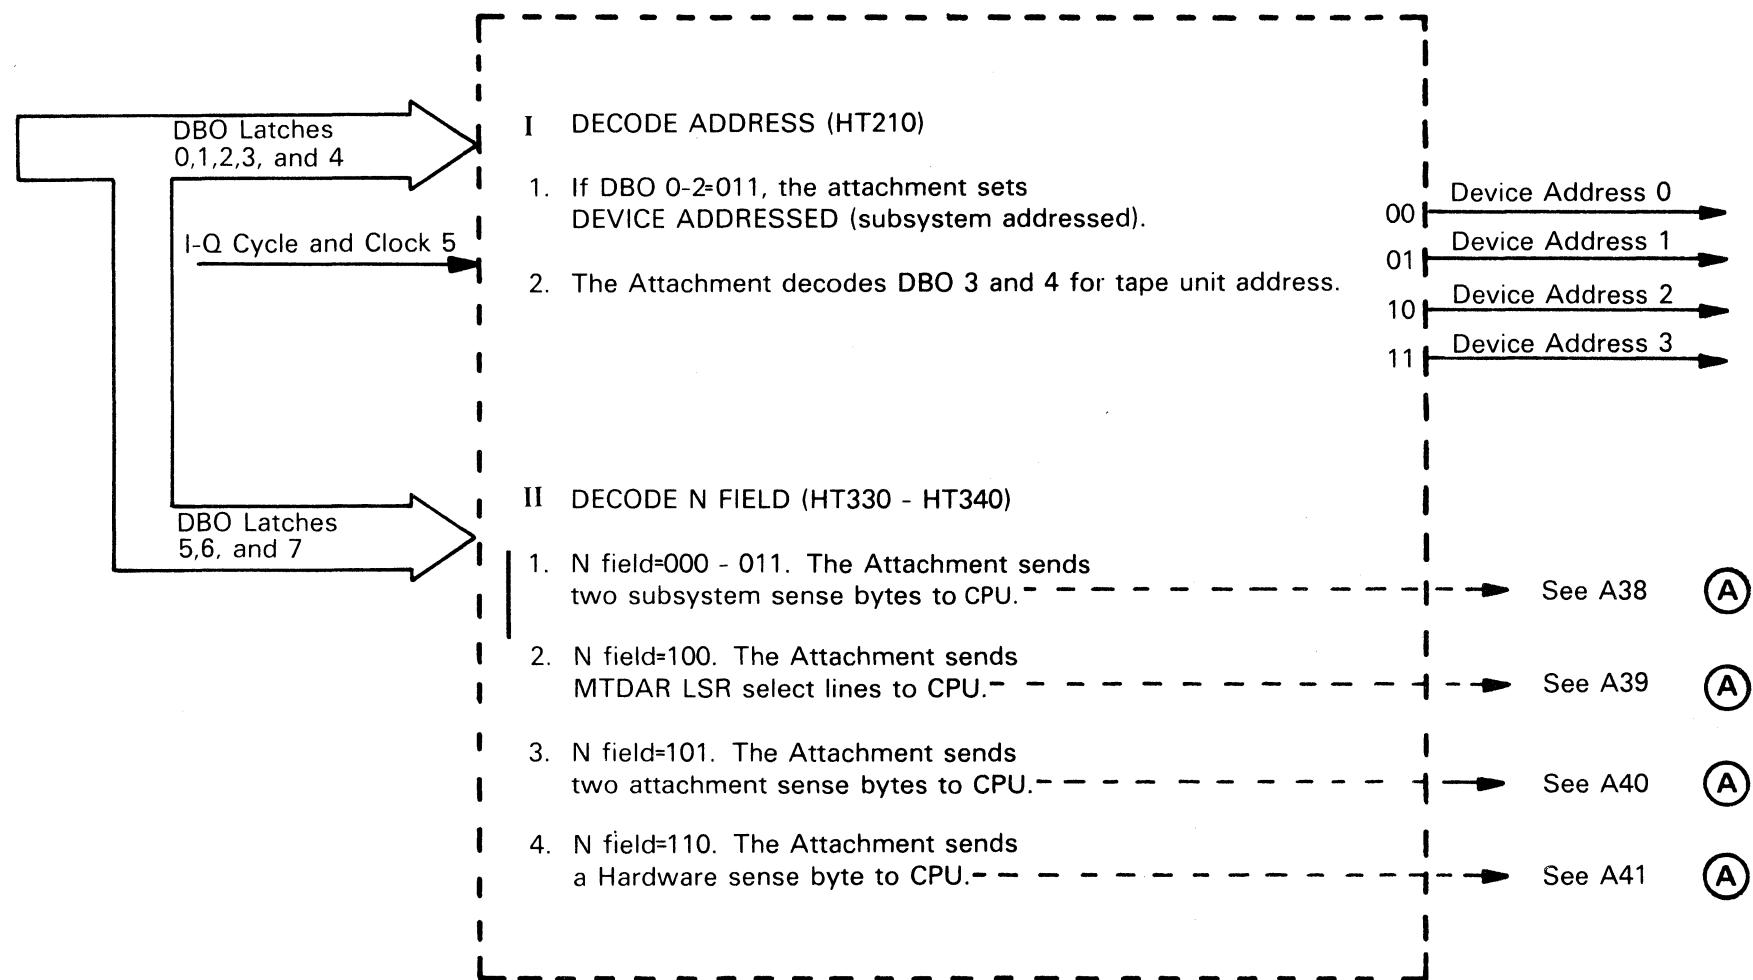 DBO Latches
0,1,2,3, and 4
I-Q Cycle and Clock 5
DBO Latches
5,6, and 7
I DECODE ADDRESS (HT210)
1. If DBO 0-2=011, the attachment sets
DEVICE ADDRESSED (subsystem addressed).
2. The Attachment decodes DBO 3 and 4 for tape unit address.
00 Device Address 0
01 Device Address 1
10 Device Address 2
11 Device Address 3
II DECODE N FIELD (HT330 - HT340)
1. N field=000 - 011. The Attachment sends
two subsystem sense bytes to CPU. See A38 A
2. N field=100. The Attachment sends
MTDAR LSR select lines to CPU. See A39 A
3. N field=101. The Attachment sends
two attachment sense bytes to CPU. See A40 A
4. N field=110. The Attachment sends
a Hardware sense byte to CPU. See A41 A